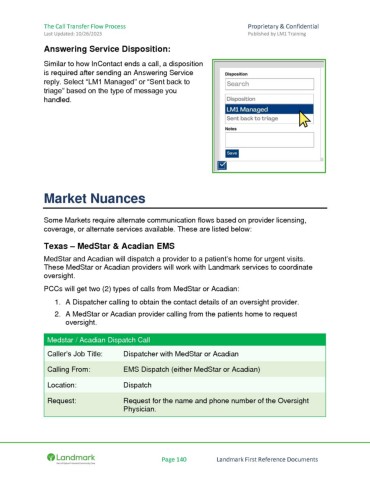 The Call Transfer Flow Process
Proprietary & Confidential
Last Updated: 10/26/2023
Published by LM1 Training
Answering Service Disposition:
Similar to how InContact ends a call, a disposition
is required after sending an Answering Service
reply. Select “LM1 Managed” or “Sent back to
triage” based on the type of message you
handled.
Disposition
Search
Disposition
LM1 Managed
Sent back to triage
Notes
Save
Market Nuances
Some Markets require alternate communication flows based on provider licensing,
coverage, or alternate services available. These are listed below:
Texas – MedStar & Acadian EMS
MedStar and Acadian will dispatch a provider to a patient’s home for urgent visits.
These MedStar or Acadian providers will work with Landmark services to coordinate
oversight.
PCCs will get two (2) types of calls from MedStar or Acadian:
1. A Dispatcher calling to obtain the contact details of an oversight provider.
2. A MedStar or Acadian provider calling from the patients home to request
oversight.
Medstar / Acadian Dispatch Call
Caller’s Job Title: Dispatcher with MedStar or Acadian
Calling From: EMS Dispatch (either MedStar or Acadian)
Location: Dispatch
Request: Request for the name and phone number of the Oversight
Physician.
Landmark
Page 140
Landmark First Reference Documents